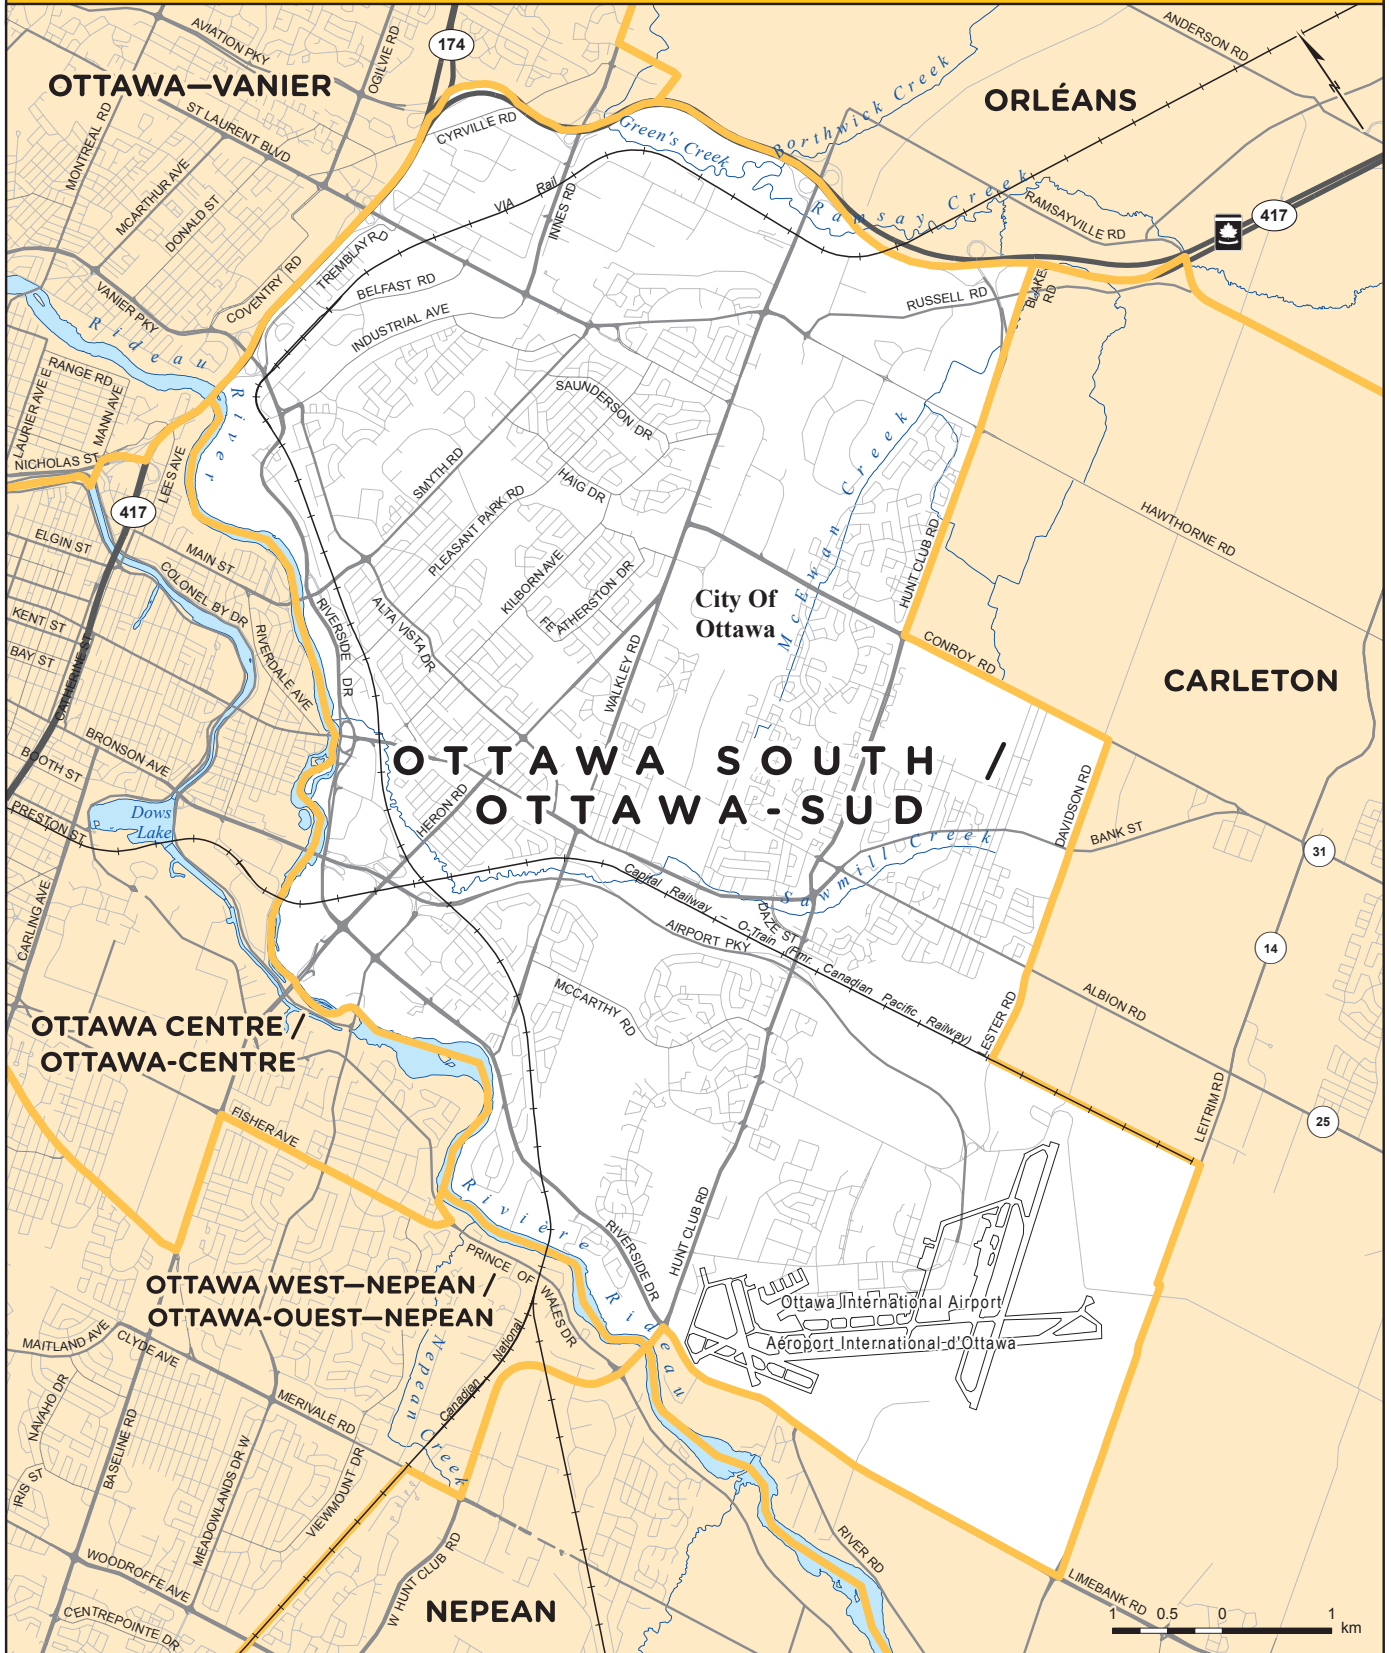 ANDERSON RD
AVIATION PKY
OGILVIE RD
174
OTTAWA—VANIER
ORLÉANS
N
MONTREAL RD
ST LAURENT BLVD
CYRVILLE RD
Green's Creek
Borthwick Creek
MCARTHUR AVE
DONALD ST
VIA Rail
INNES RD
Ramsay Creek
RAMSAYVILLE RD
417
TREMBLAY RD
COVENTRY RD
BELFAST RD
VANIER PKY
INDUSTRIAL AVE
RUSSELL RD
BLAKE RD
Rideau River
RANGE RD
LAURIER AVE E
MANN AVE
SAUNDERSON DR
NICHOLAS ST
LEES AVE
SMYTH RD
HAIG DR
PLEASANT PARK RD
McEwan Creek
417
HAWTHORNE RD
ELGIN ST
MAIN ST
COLONEL BY DR
KILBORN AVE
FEATHERSTON DR
HUNT CLUB RD
City Of
Ottawa
KENT ST
RIVERSIDE DR
ALTA VISTA DR
RIVERDALE AVE
BAY ST
CATHERINE ST
WALKLEY RD
CONROY RD
CARLETON
BRONSON AVE
BOOTH ST
OTTAWA SOUTH /
OTTAWA-SUD
PRESTON ST
Dows
Lake
HERON RD
DAVIDSON RD
BANK ST
31
Sawmill Creek
CARLING AVE
Capital Railway – O-Train (Fmr. Canadian Pacific Railway)
DAZE ST
AIRPORT PKY
14
MCCARTHY RD
ALBION RD
LESTER RD
OTTAWA CENTRE /
OTTAWA-CENTRE
FISHER AVE
LEITRIM RD
25
Rivière Rideau
RIVERSIDE DR
HUNT CLUB RD
PRINCE OF WALES DR
OTTAWA WEST—NEPEAN /
OTTAWA-OUEST—NEPEAN
Ottawa International Airport
Aéroport International d'Ottawa
MAITLAND AVE
CLYDE AVE
Nepean Creek
Canadian National
NAVAHO DR
MERIVALE RD
BASELINE RD
MEADOWLANDS DR W
VIEWMOUNT DR
IRIS ST
WOODROFFE AVE
W HUNT CLUB RD
RIVER RD
LIMEBANK RD
NEPEAN
CENTREPOINTE DR
1 0.5 0 1
km